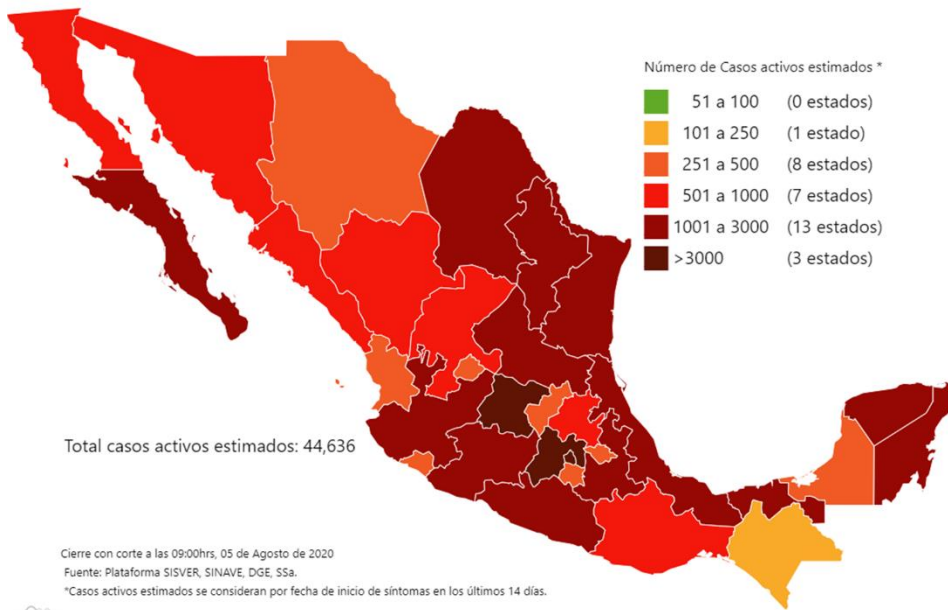 Número de Casos activos estimados *
51 a 100 (0 estados)
101 a 250 (1 estado)
251 a 500 (8 estados)
501 a 1000 (7 estados)
1001 a 3000 (13 estados)
>3000 (3 estados)
Total casos activos estimados: 44,636
Cierre con corte a las 09:00hrs, 05 de Agosto de 2020
Fuente: Plataforma SISVER, SINAVE, DGE, SSa.
*Casos activos estimados se consideran por fecha de inicio de síntomas en los últimos 14 días.